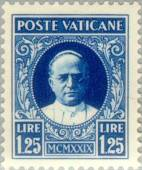 POSTE VATICANE
LIRE LIRE
1.25 MCMXXIX 1.25